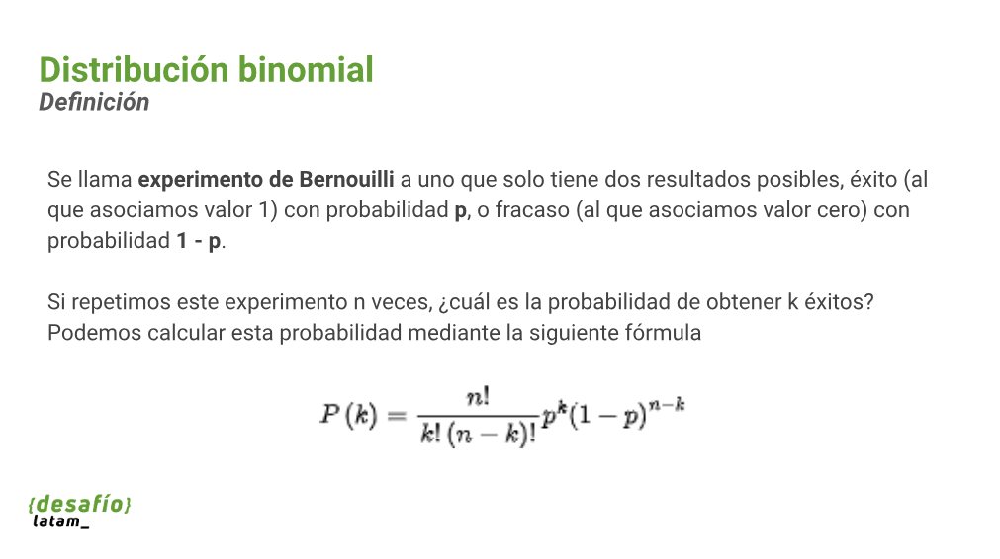 Distribución binomial
Definición
Se llama experimento de Bernouilli a uno que solo tiene dos resultados posibles, éxito (al
que asociamos valor 1) con probabilidad p, o fracaso (al que asociamos valor cero) con
probabilidad 1 - p.
Si repetimos este experimento n veces, ¿cuál es la probabilidad de obtener k éxitos?
Podemos calcular esta probabilidad mediante la siguiente fórmula
P(k) = \frac{n!}{k!(n-k)!} p^k (1-p)^{n-k}
{desafío}
latam_